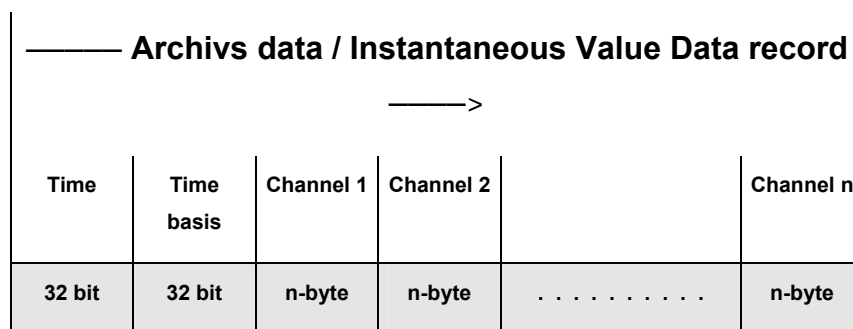 ───── Archivs data / Instantaneous Value Data record
────>
Time Time basis Channel 1 Channel 2 Channel n
32 bit 32 bit n-byte n-byte . . . . . . . . . . n-byte